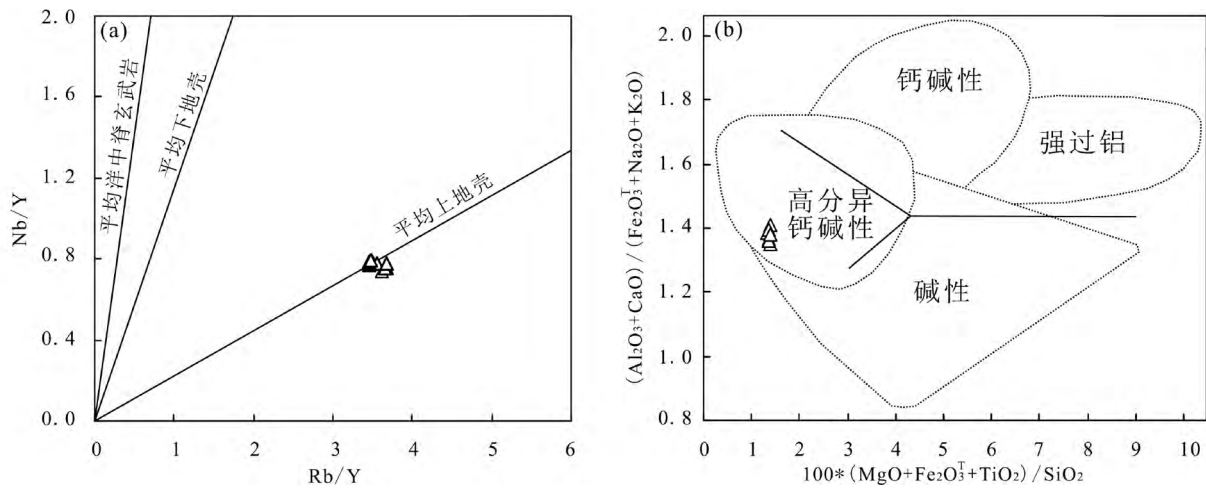 (a)
2.0
1.6
1.2
0.8
0.4
0.0
Nb/Y
平均洋中脊玄武岩
平均下地壳
平均上地壳
0 1 2 3 4 5 6
Rb/Y
(b)
2.0
1.8
1.6
1.4
1.2
1.0
0.8
(Al₂O₃+CaO)/(Fe₂O₃ᵀ+Na₂O+K₂O)
钙碱性
强过铝
高分异
钙碱性
碱性
0 1 2 3 4 5 6 7 8 9 10
100*(MgO+Fe₂O₃ᵀ+TiO₂)/SiO₂